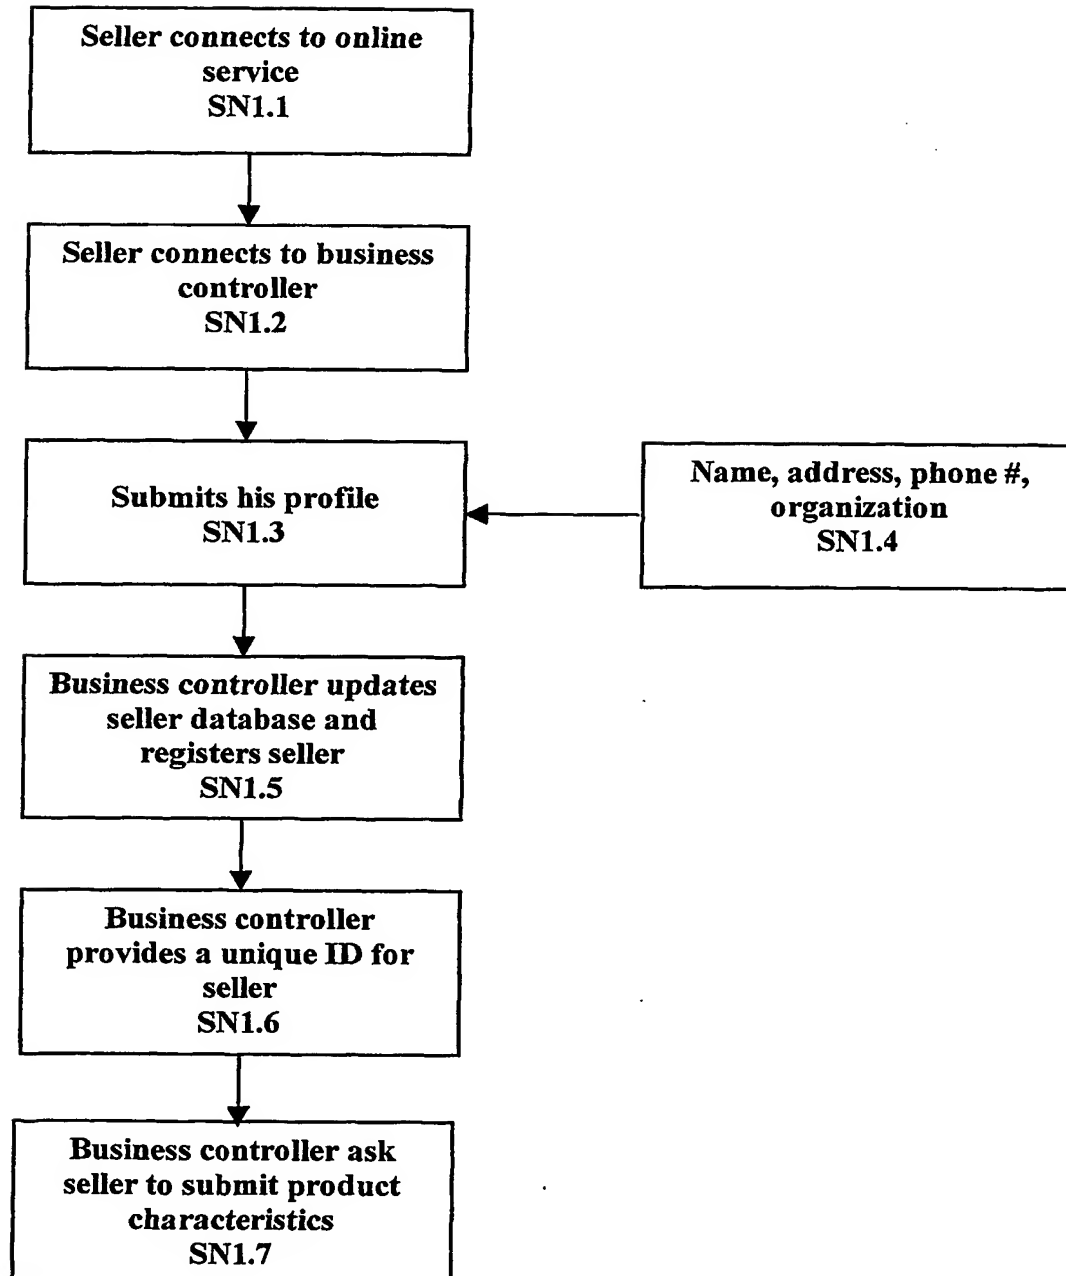 Seller connects to online
service
SN1.1
Seller connects to business
controller
SN1.2
Submits his profile
SN1.3
Name, address, phone #,
organization
SN1.4
Business controller updates
seller database and
registers seller
SN1.5
Business controller
provides a unique ID for
seller
SN1.6
Business controller ask
seller to submit product
characteristics
SN1.7